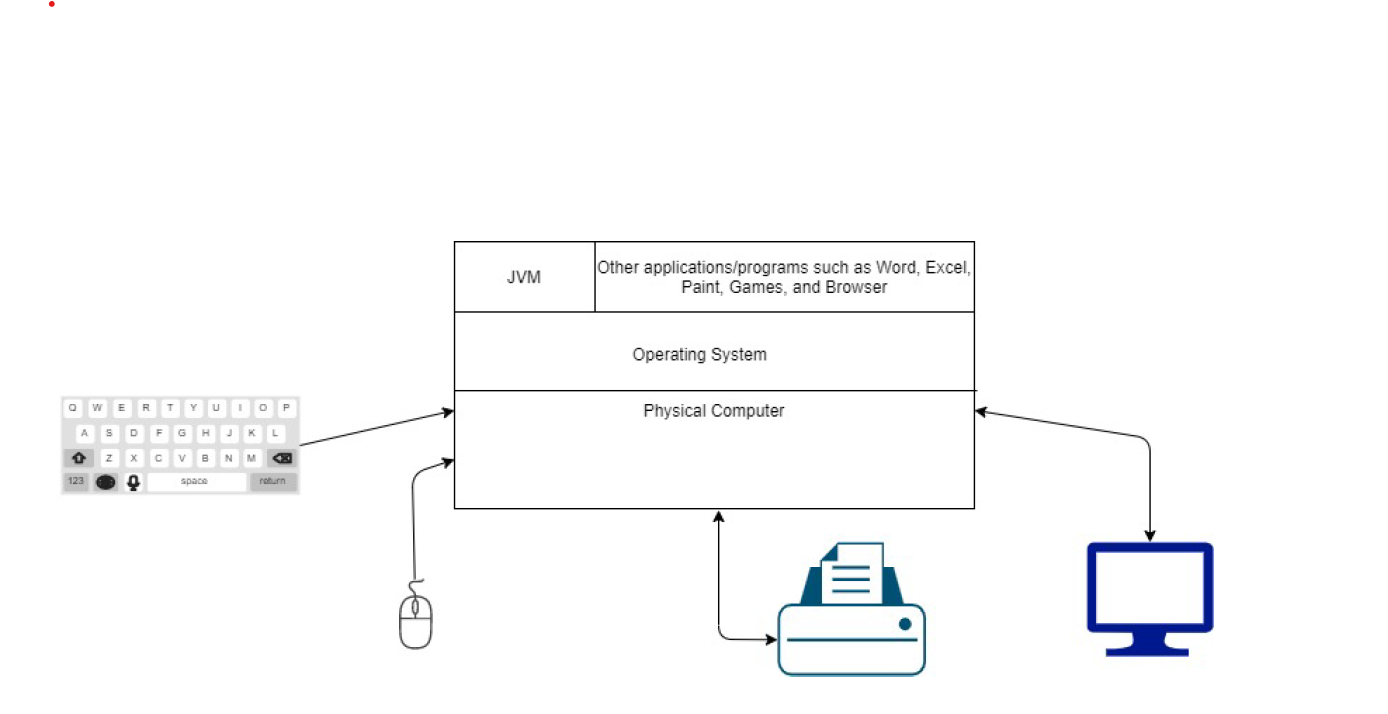 JVM
Other applications/programs such as Word, Excel,
Paint, Games, and Browser
Operating System
Physical Computer
Q W E R T Y U I O P
A S D F G H J K L
Z X C V B N M
123 space return